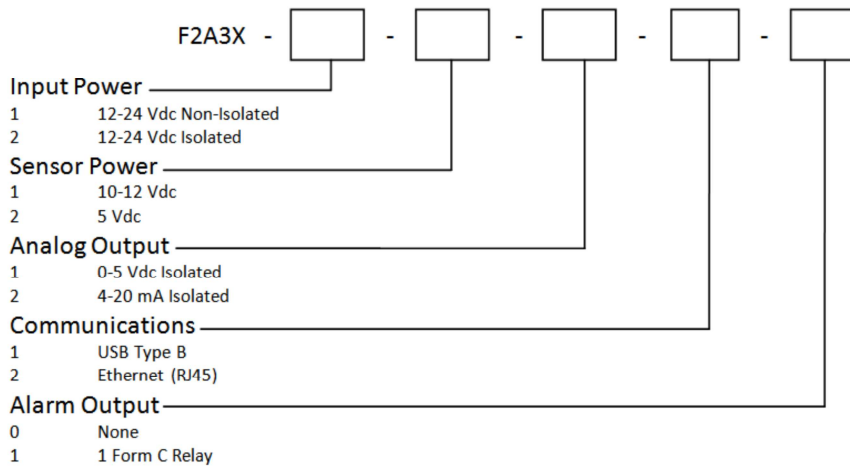 F2A3X - - - - -
Input Power
1 12-24 Vdc Non-Isolated
2 12-24 Vdc Isolated
Sensor Power
1 10-12 Vdc
2 5 Vdc
Analog Output
1 0-5 Vdc Isolated
2 4-20 mA Isolated
Communications
1 USB Type B
2 Ethernet (RJ45)
Alarm Output
0 None
1 1 Form C Relay